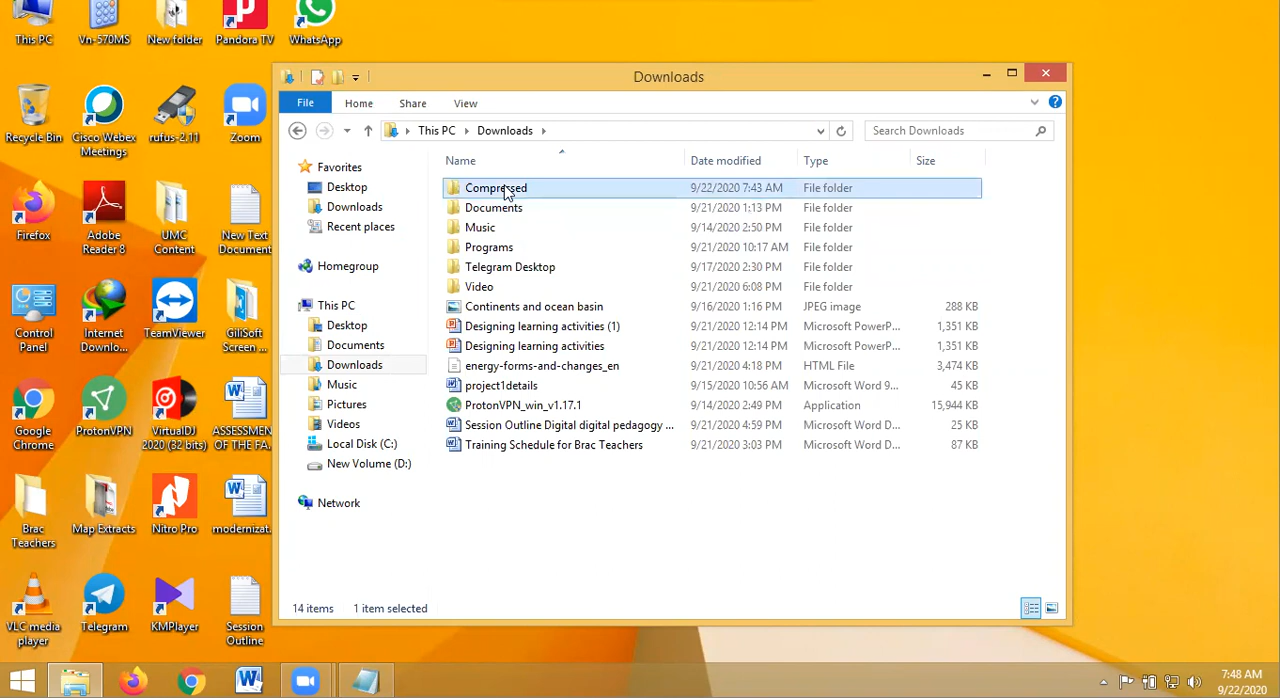 This PC
Vn-570MS
New folder
Pandora TV
WhatsApp
Recycle Bin
Cisco Webex
Meetings
rufus-2.11
Zoom
Firefox
Adobe
Reader 8
UMC
Content
New Text
Document
Control
Panel
Internet
Downlo...
TeamViewer
GiliSoft
Screen ...
Google
Chrome
ProtonVPN
VirtualDJ
2020 (32 bits)
ASSESSMEN
OF THE FA...
Brac
Teachers
Map Extracts
Nitro Pro
modernizat...
VLC media
player
Telegram
KMPlayer
Session
Outline
Downloads
File Home Share View
This PC Downloads
Search Downloads
Name Date modified Type Size
Favorites
Desktop
Downloads
Recent places
Homegroup
This PC
Desktop
Documents
Downloads
Music
Pictures
Videos
Local Disk (C:)
New Volume (D:)
Network
Compressed 9/22/2020 7:43 AM File folder
Documents 9/21/2020 1:13 PM File folder
Music 9/14/2020 2:50 PM File folder
Programs 9/21/2020 10:17 AM File folder
Telegram Desktop 9/17/2020 2:30 PM File folder
Video 9/21/2020 6:08 PM File folder
Continents and ocean basin 9/16/2020 1:16 PM JPEG image 288 KB
Designing learning activities (1) 9/21/2020 12:14 PM Microsoft PowerP... 1,351 KB
Designing learning activities 9/21/2020 12:14 PM Microsoft PowerP... 1,351 KB
energy-forms-and-changes_en 9/21/2020 4:18 PM HTML File 3,474 KB
project1details 9/15/2020 10:56 AM Microsoft Word 9... 45 KB
ProtonVPN_win_v1.17.1 9/14/2020 2:49 PM Application 15,944 KB
Session Outline Digital digital pedagogy ... 9/21/2020 4:59 PM Microsoft Word D... 25 KB
Training Schedule for Brac Teachers 9/21/2020 3:03 PM Microsoft Word D... 87 KB
14 items 1 item selected
7:48 AM
9/22/2020